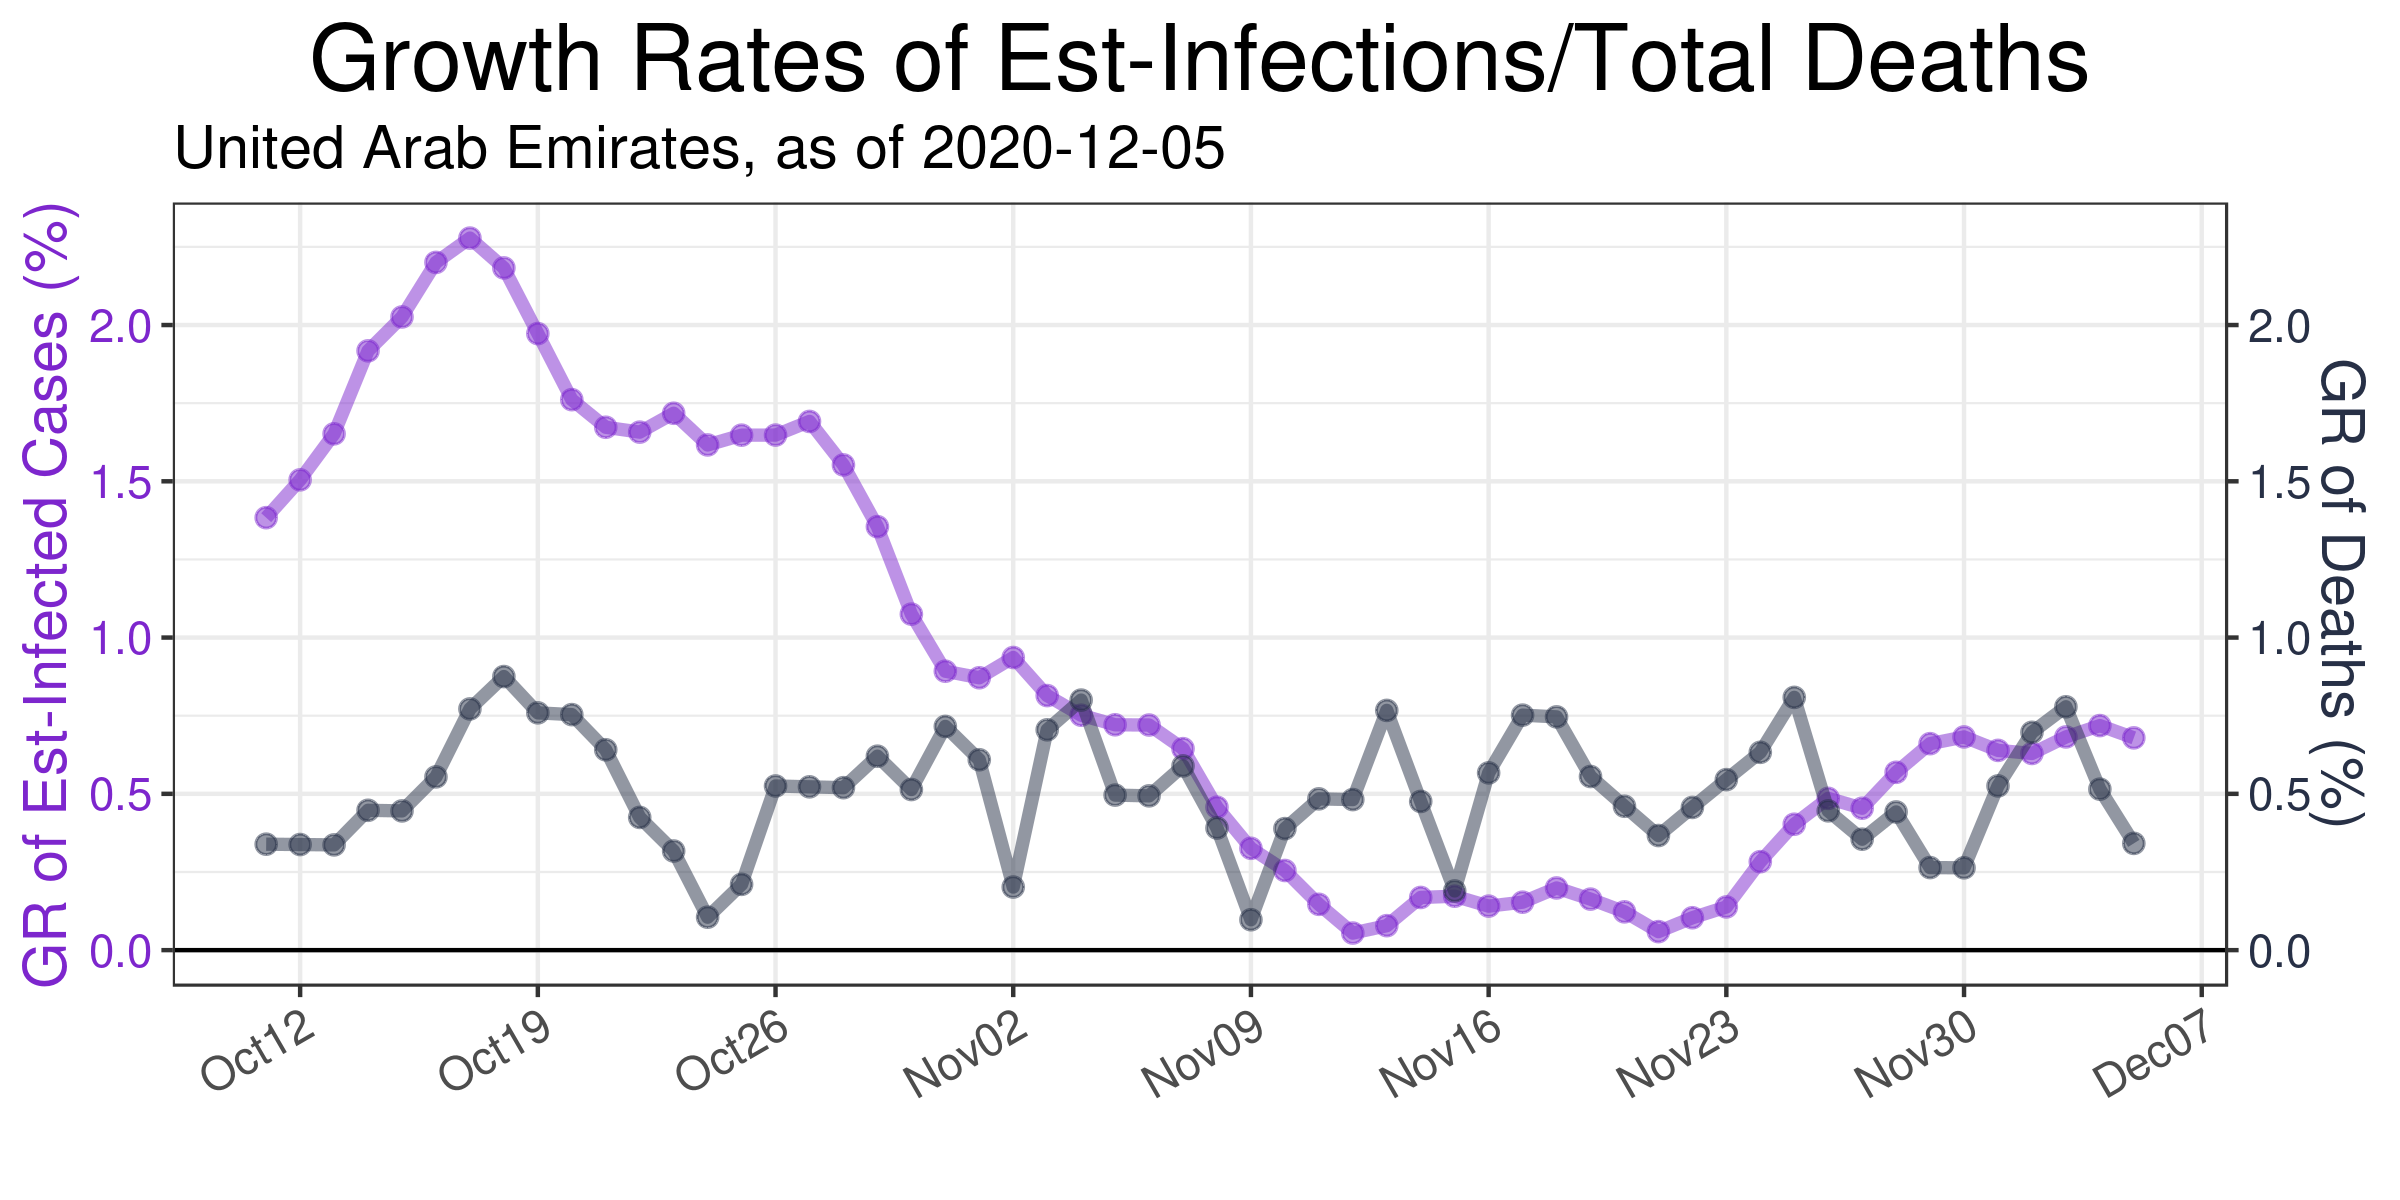 Growth Rates of Est-Infections/Total Deaths
United Arab Emirates, as of 2020-12-05
GR of Est-Infected Cases (%)
2.0
1.5
1.0
0.5
0.0
2.0
1.5
1.0
0.5
0.0
GR of Deaths (%)
Oct12
Oct19
Oct26
Nov02
Nov09
Nov16
Nov23
Nov30
Dec07